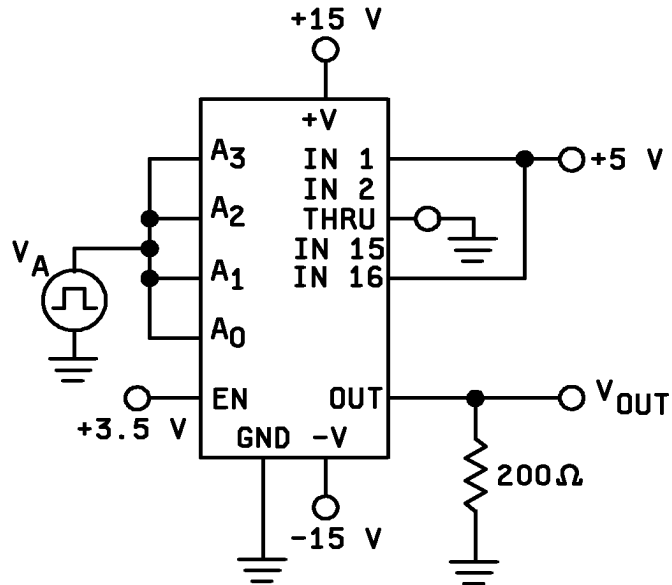 +15 V
+V
A3
IN 1
+5 V
IN 2
A2
THRU
VA
IN 15
A1
IN 16
A0
EN
OUT
VOUT
+3.5 V
GND
-V
200Ω
-15 V